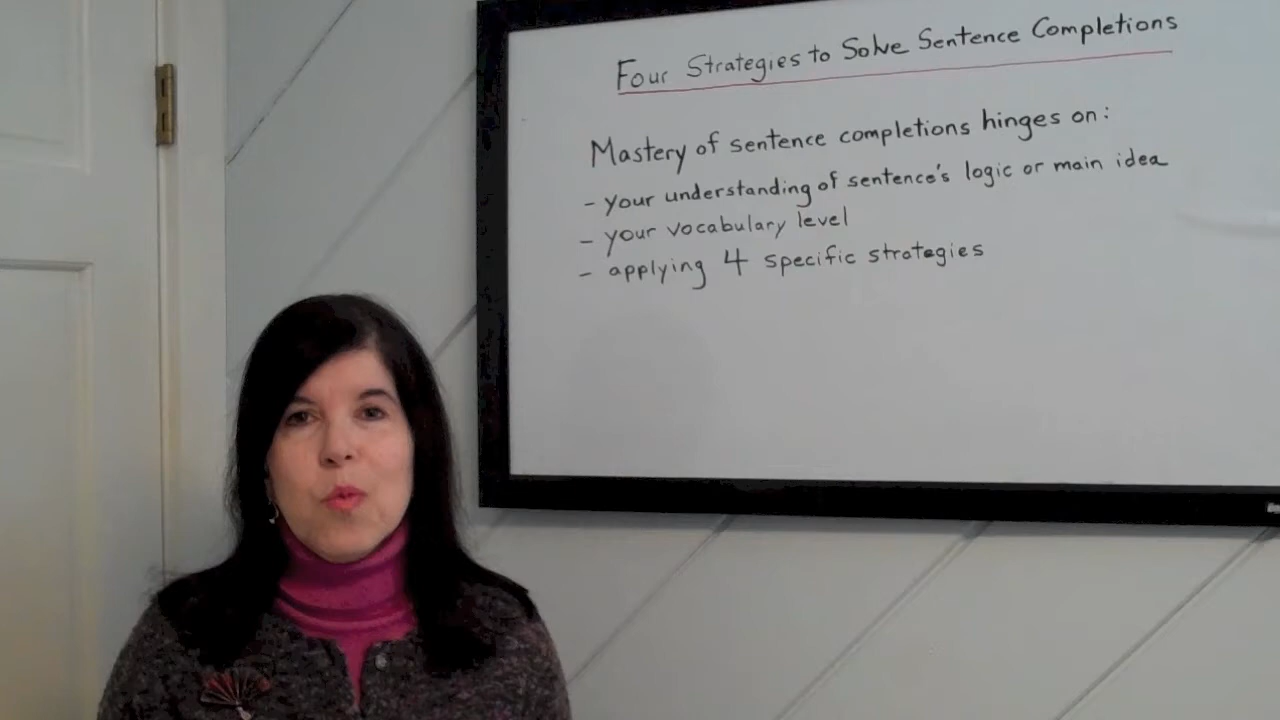 Four Strategies to Solve Sentence Completions
Mastery of sentence completions hinges on:
- your understanding of sentence's logic or main idea
- your vocabulary level
- applying 4 specific strategies